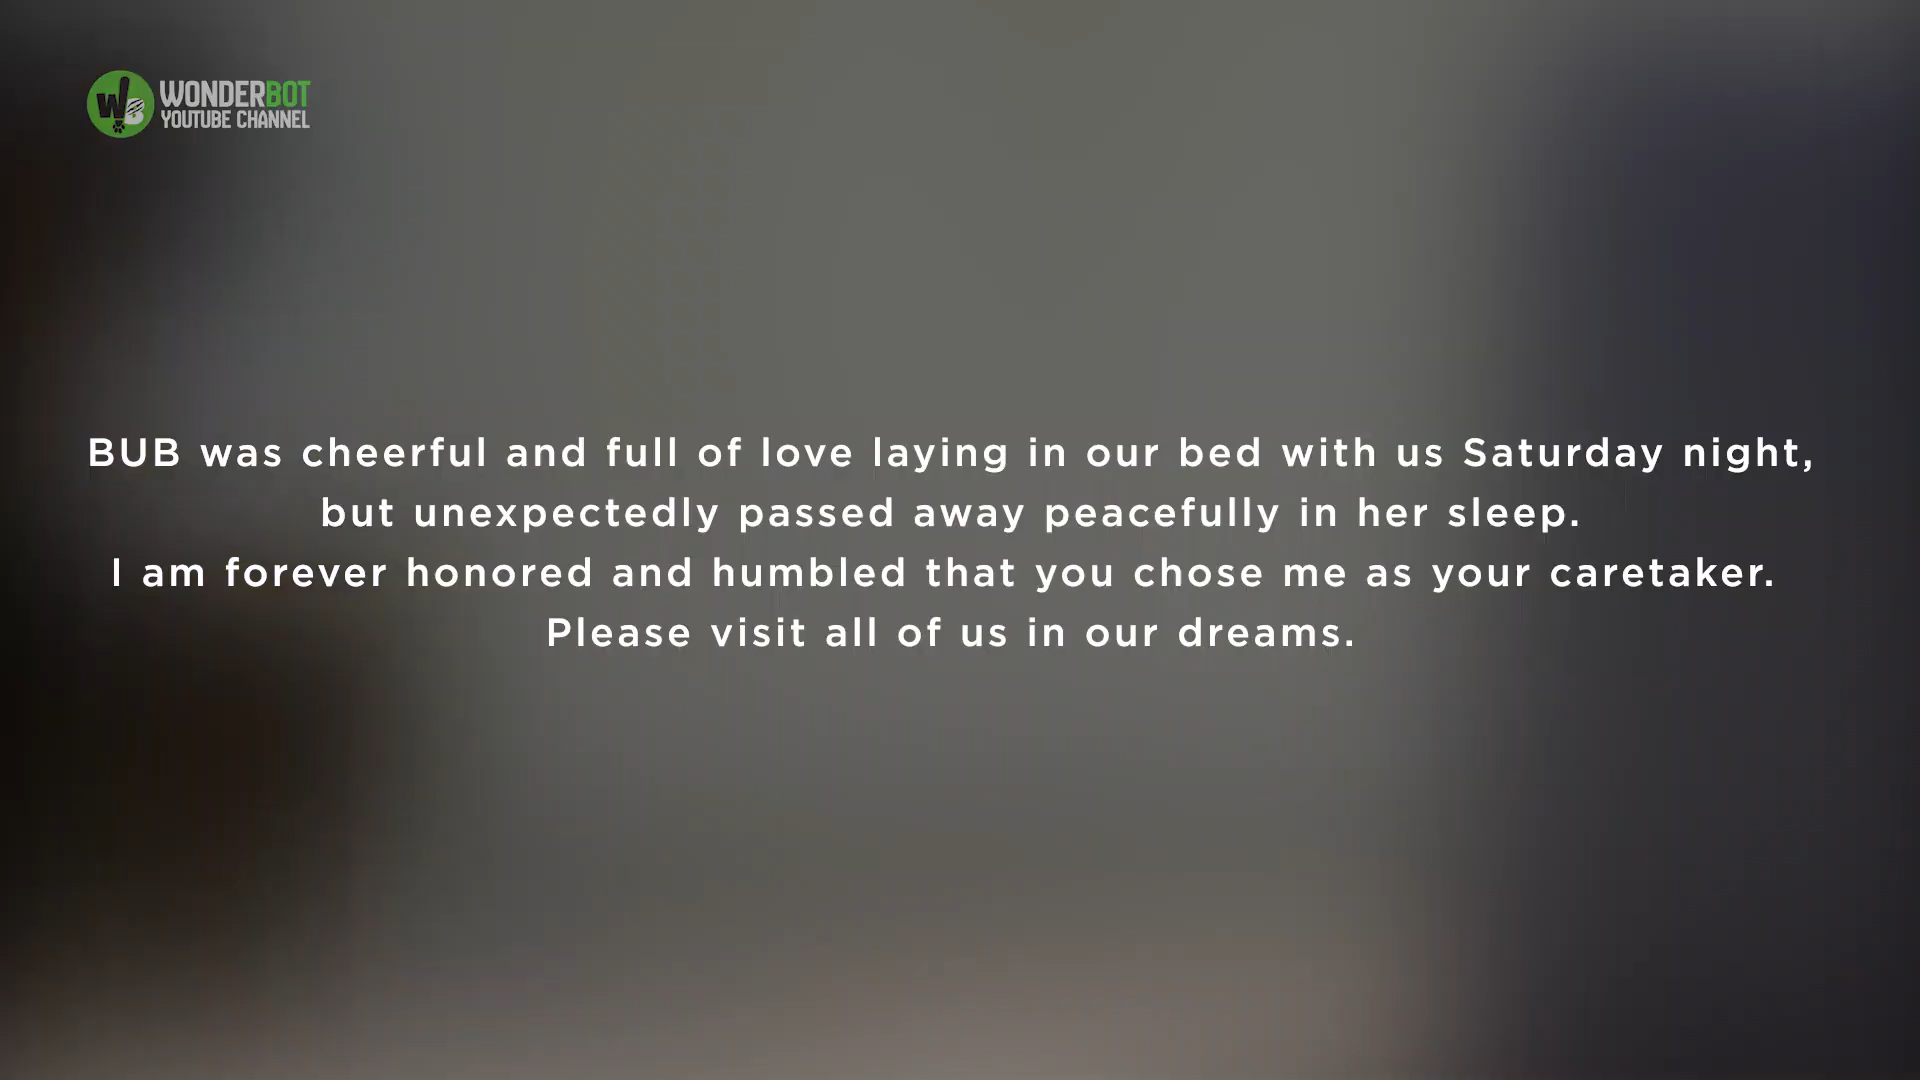 WB
WONDERBOT
YOUTUBE CHANNEL
BUB was cheerful and full of love laying in our bed with us Saturday night,
but unexpectedly passed away peacefully in her sleep.
I am forever honored and humbled that you chose me as your caretaker.
Please visit all of us in our dreams.